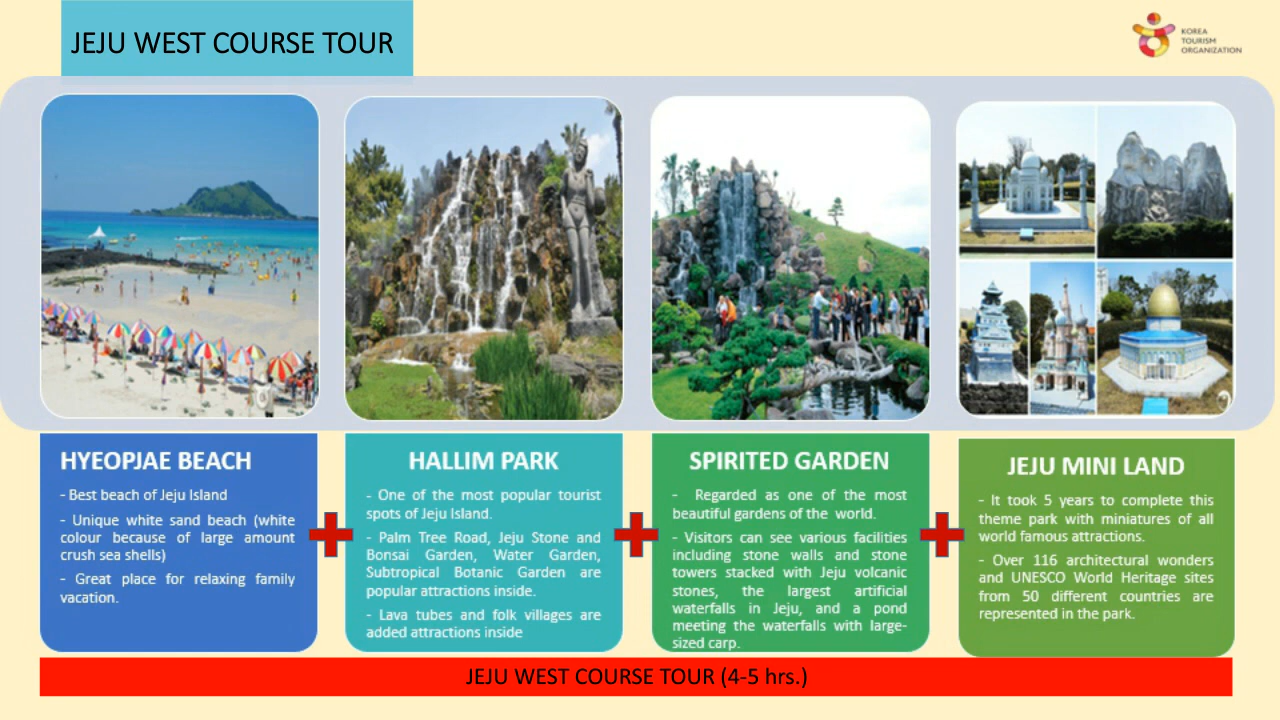 JEJU WEST COURSE TOUR
KOREA
TOURISM
ORGANIZATION
HYEOPJAE BEACH
- Best beach of Jeju Island
- Unique white sand beach (white
colour because of large amount
crush sea shells)
- Great place for relaxing family
vacation.
HALLIM PARK
- One of the most popular tourist
spots of Jeju Island.
- Palm Tree Road, Jeju Stone and
Bonsai Garden, Water Garden,
Subtropical Botanic Garden are
popular attractions inside.
- Lava tubes and folk villages are
added attractions inside
SPIRITED GARDEN
- Regarded as one of the most
beautiful gardens of the world.
- Visitors can see various facilities
including stone walls and stone
towers stacked with Jeju volcanic
stones, the largest artificial
waterfalls in Jeju, and a pond
meeting the waterfalls with large-
sized carp.
JEJU MINI LAND
- It took 5 years to complete this
theme park with miniatures of all
world famous attractions.
- Over 116 architectural wonders
and UNESCO World Heritage sites
from 50 different countries are
represented in the park.
JEJU WEST COURSE TOUR (4-5 hrs.)